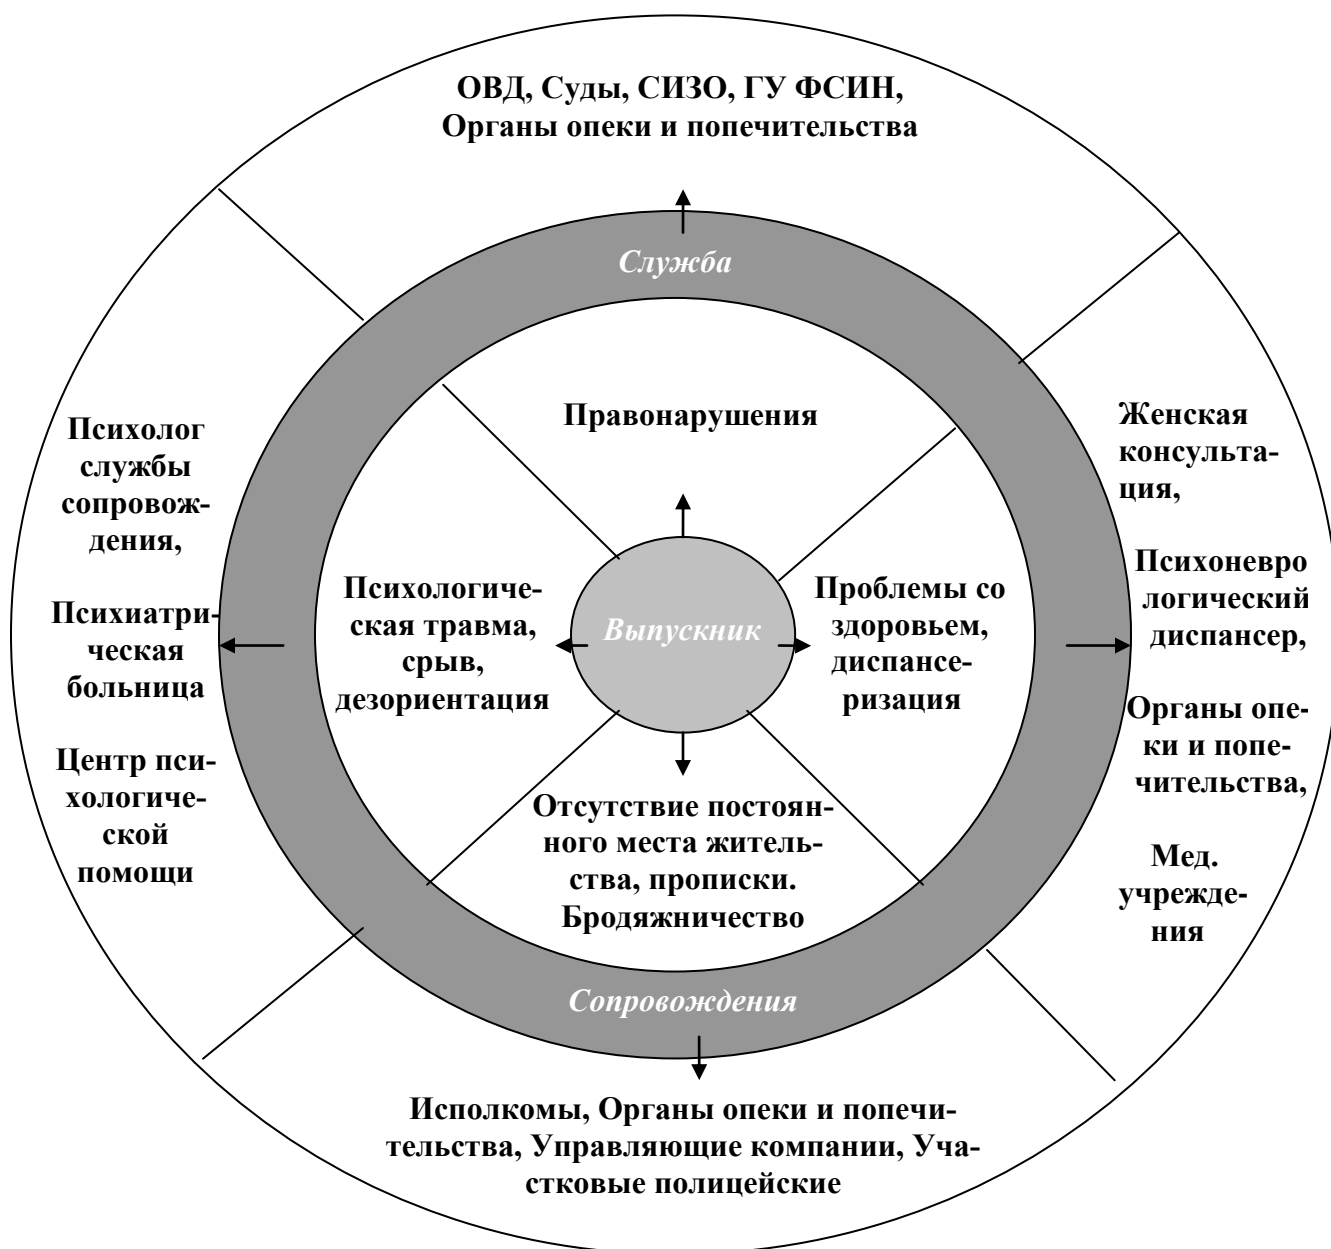 ОВД, Суды, СИЗО, ГУ ФСИН,
Органы опеки и попечительства
Служба
Правонарушения
Психолог
службы
сопровож-
дения,
Психиатри-
ческая
больница
Центр пси-
хологиче-
ской
помощи
Психологиче-
ская травма,
срыв,
дезориентация
Выпускник
Проблемы со
здоровьем,
диспансе-
ризация
Женская
консульта-
ция,
Психоневро
логический
диспансер,
Органы опе-
ки и попе-
чительства,
Мед.
учрежде-
ния
Отсутствие постоян-
ного места житель-
ства, прописки.
Бродяжничество
Сопровождения
Исполкомы, Органы опеки и попечи-
тельства, Управляющие компании, Уча-
стковые полицейские